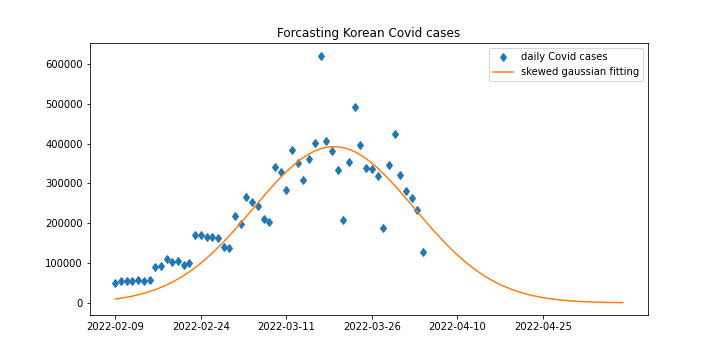 Forcasting Korean Covid cases
daily Covid cases
skewed gaussian fitting
600000
500000
400000
300000
200000
100000
0
2022-02-09 2022-02-24 2022-03-11 2022-03-26 2022-04-10 2022-04-25